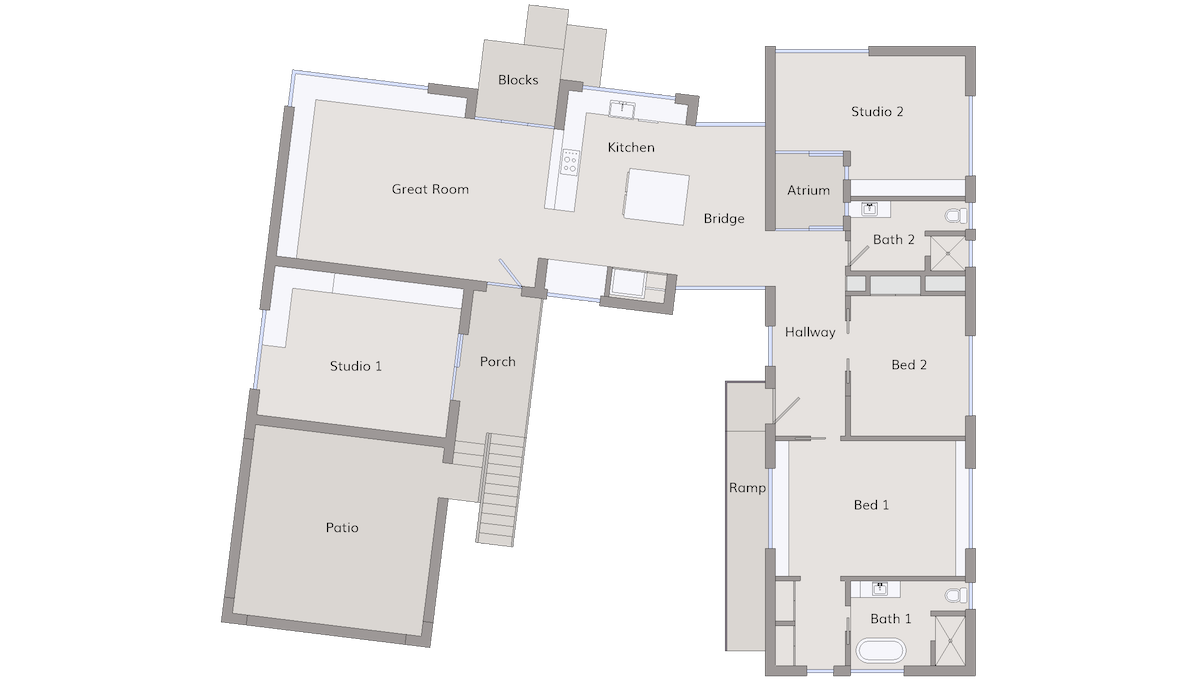 Blocks
Studio 2
Kitchen
Great Room
Atrium
Bridge
Bath 2
Hallway
Porch
Studio 1
Bed 2
Ramp
Bed 1
Patio
Bath 1